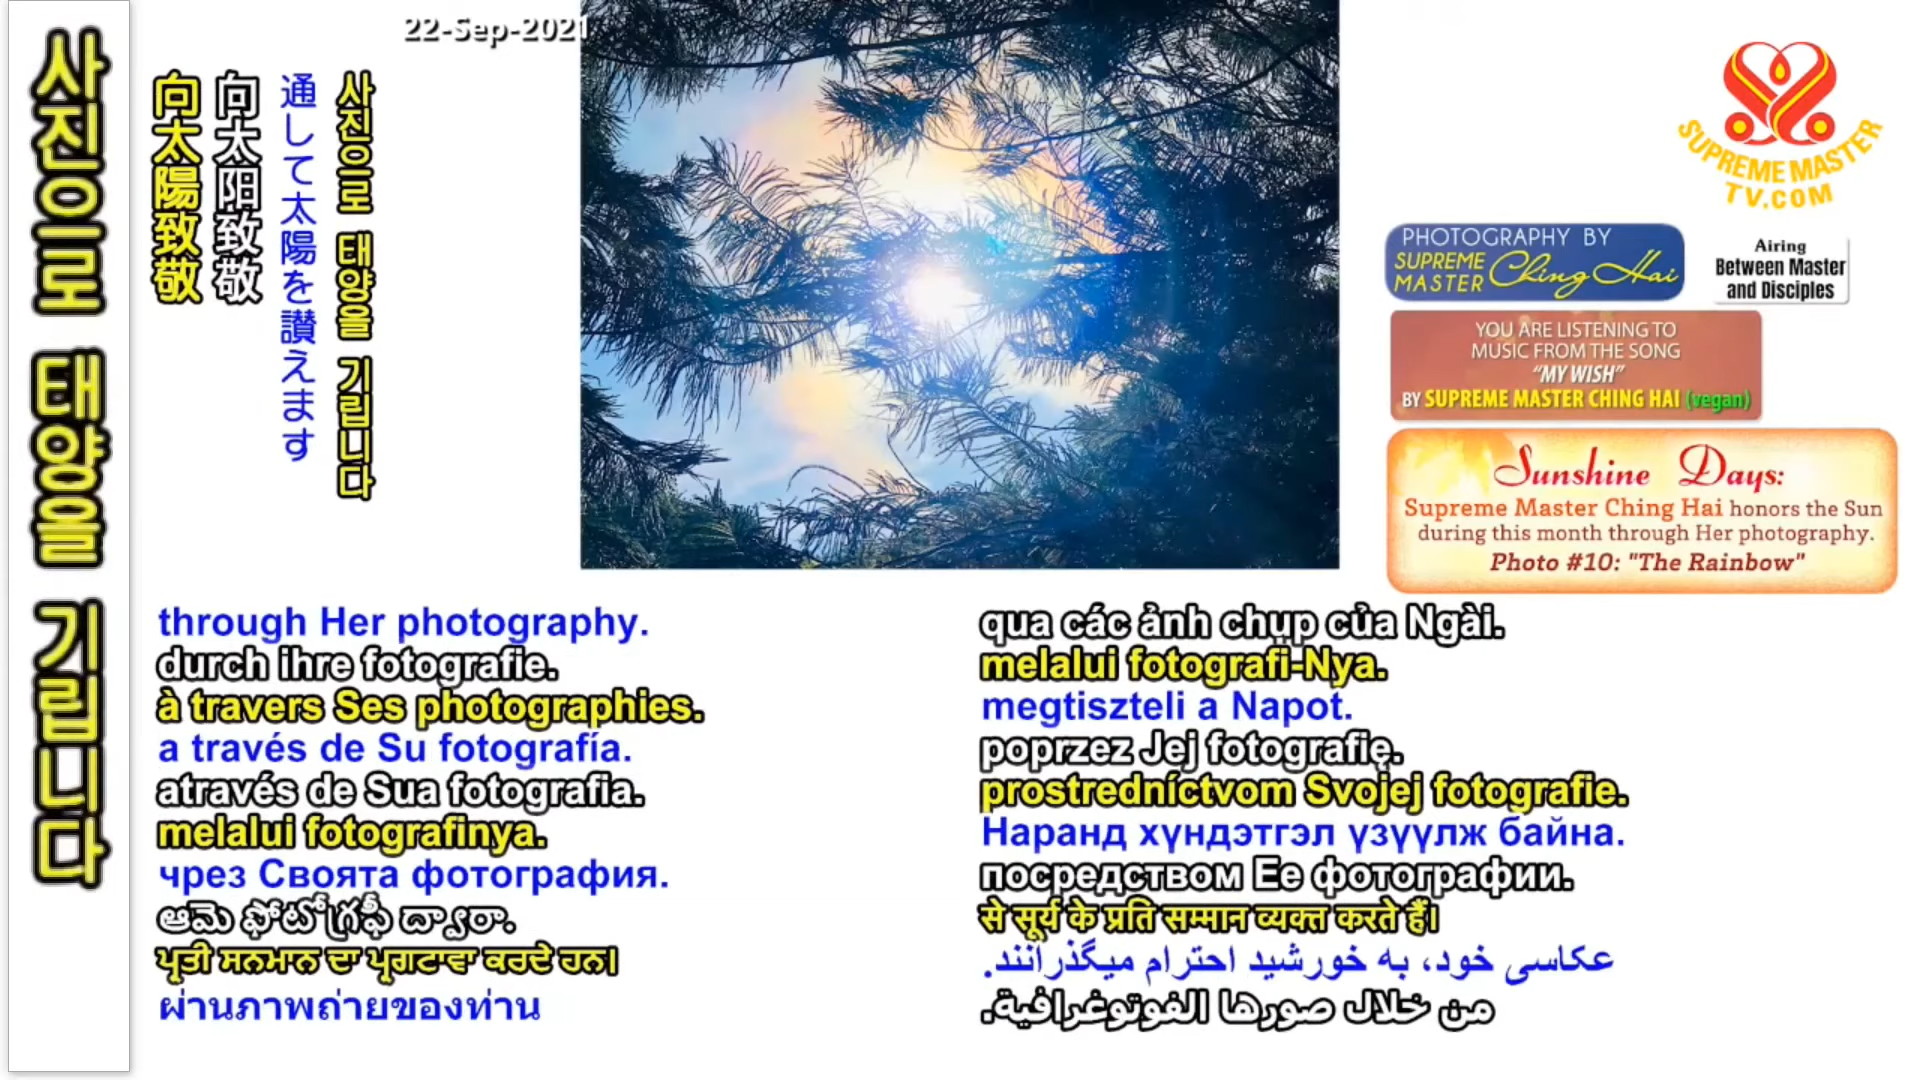 22-Sep-2021
사진으로 태양을 기립니다
向太陽致敬
向太阳致敬
通して太陽を讃えます
사진으로 태양을 기립니다
SUPREME MASTER
TV.COM
PHOTOGRAPHY BY
SUPREME
MASTER Ching Hai
Airing
Between Master
and Disciples
YOU ARE LISTENING TO
MUSIC FROM THE SONG
“MY WISH”
BY SUPREME MASTER CHING HAI (vegan)
Sunshine Days:
Supreme Master Ching Hai honors the Sun
during this month through Her photography.
Photo #10: "The Rainbow"
through Her photography.
durch ihre fotografie.
à travers Ses photographies.
a través de Su fotografía.
através de Sua fotografia.
melalui fotografinya.
чрез Своята фотография.
ఆమె ఫోటోగ్రఫీ ద్వారా.
ਪ੍ਰਤੀ ਸਨਮਾਨ ਦਾ ਪ੍ਰਗਟਾਵਾ ਕਰਦੇ ਹਨ।
ผ่านภาพถ่ายของท่าน
qua các ảnh chụp của Ngài.
melalui fotografi-Nya.
megtiszteli a Napot.
poprzez Jej fotografię.
prostredníctvom Svojej fotografie.
Наранд хүндэтгэл үзүүлж байна.
посредством Ее фотографии.
से सूर्य के प्रति सम्मान व्यक्त करते हैं।
عکاسی خود، به خورشید احترام میگذرانند.
من خلال صورها الفوتوغرافية.